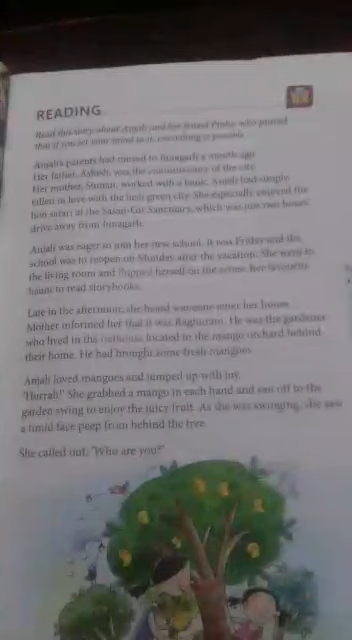 READING
Read this story about Anjali and her friend Prabir who proved
that if you set your mind to it, everything is possible.
Anjali's parents had moved to Junagarh a month ago.
Her father, Ashish, was the commissioner of the city.
Her mother, Suman, worked with a bank. Anjali had simply
fallen in love with the lush green city. She especially enjoyed the
lion safari at the Sasan-Gir Sanctuary, which was just two hours'
drive away from Junagarh.
Anjali was eager to join her new school. It was Friday and the
school was to reopen on Monday after the vacation. She went to
the living room and flopped herself on the settee, her favourite
haunt to read storybooks.
Late in the afternoon, she heard someone enter her house.
Mother informed her that it was Raghuram. He was the gardener
who lived in the outhouse located in the mango orchard behind
their home. He had brought some fresh mangoes.
Anjali loved mangoes and jumped up with joy.
'Hurrah!' She grabbed a mango in each hand and ran off to the
garden swing to enjoy the juicy fruit. As she was swinging, she saw
a timid face peep from behind the tree.
She called out, 'Who are you?'